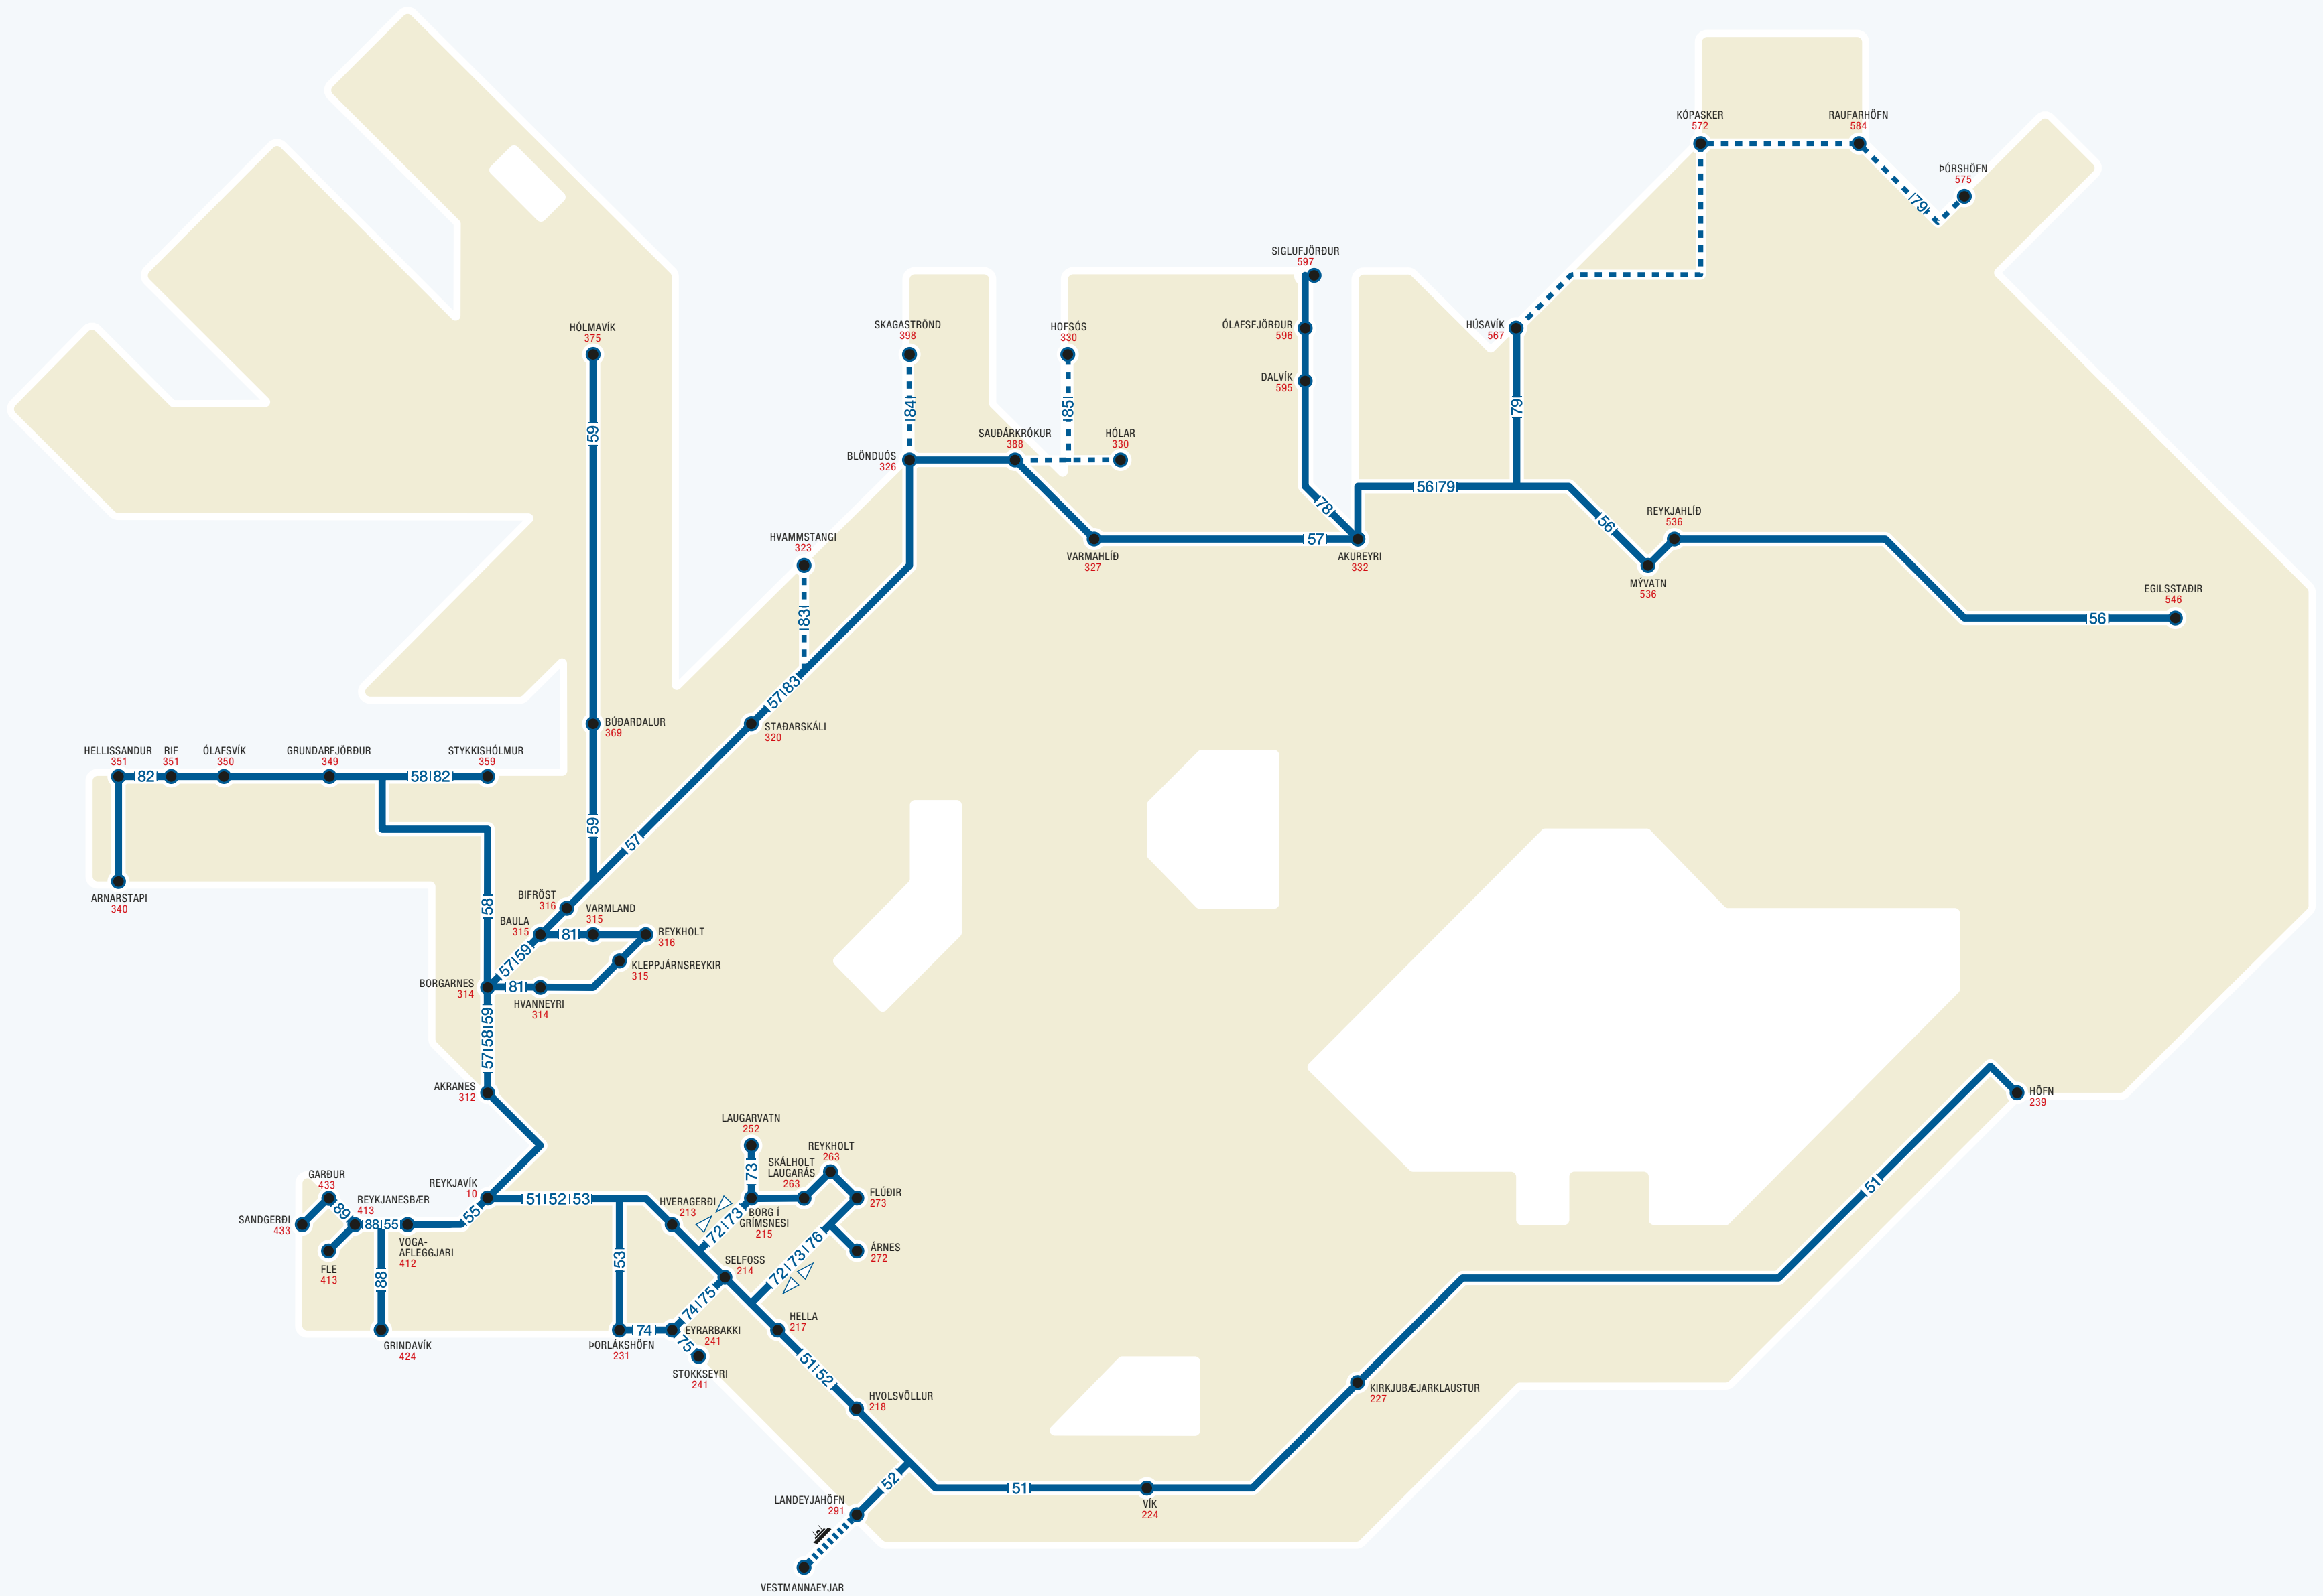 KÓPASKER
572
RAUFARHÖFN
584
ÞÓRSHÖFN
575
79
SIGLUFJÖRÐUR
597
HÓLMAVÍK
375
SKAGASTRÖND
398
HOFSÓS
330
ÓLAFSFJÖRÐUR
596
HÚSAVÍK
567
DALVÍK
595
59
84
85
79
SAUÐÁRKRÓKUR
388
HÓLAR
330
BLÖNDUÓS
326
56 79
78
56
REYKJAHLÍÐ
536
HVAMMSTANGI
323
57
VARMAHLÍÐ
327
AKUREYRI
332
MÝVATN
536
EGILSSTAÐIR
546
83
56
57 83
BÚÐARDALUR
369
STAÐARSKÁLI
320
HELLISSANDUR
351
RIF
351
ÓLAFSVÍK
350
GRUNDARFJÖRÐUR
349
STYKKISHÓLMUR
359
82
58 82
59
57
ARNARSTAPI
340
58
BIFRÖST
316
BAULA
315
VARMLAND
315
81
REYKHOLT
316
57 59
KLEPPJÁRNSREYKIR
315
BORGARNES
314
81
HVANNEYRI
314
57 58 59
AKRANES
312
HÖFN
239
LAUGARVATN
252
REYKHOLT
263
73
SKÁLHOLT
LAUGARÁS
263
GARÐUR
433
REYKJAVÍK
10
51 52 53
FLÚÐIR
273
51
REYKJANESBÆR
413
HVERAGERÐI
213
SANDGERÐI
433
89
88 55
55
BORG Í
GRÍMSNESI
215
72 73
VOGA-
AFLEGGJARI
412
ÁRNES
272
72 73 76
FLE
413
53
88
SELFOSS
214
74 75
HELLA
217
GRINDAVÍK
424
74
ÞORLÁKSHÖFN
231
EYRARBAKKI
241
75
STOKKSEYRI
241
51 52
KIRKJUBÆJARKLAUSTUR
227
HVOLSVÖLLUR
218
52
51
VÍK
224
LANDEYJAHÖFN
291
VESTMANNAEYJAR